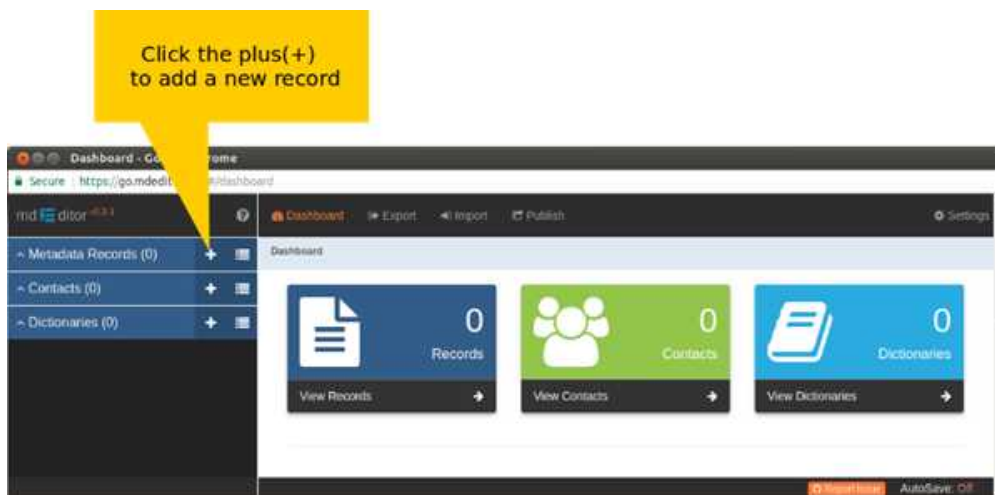 Click the plus(+)
to add a new record
Dashboard - Go
ome
Secure https://go.mdedit
/dashboard
md ditor
Dashboard Export Import Publish Settings
Metadata Records (0)
Dashboard
Contacts (0)
Dictionaries (0)
0
Records
View Records
0
Contacts
View Contacts
0
Dictionaries
View Dictionaries
Report Issue AutoSave: Off